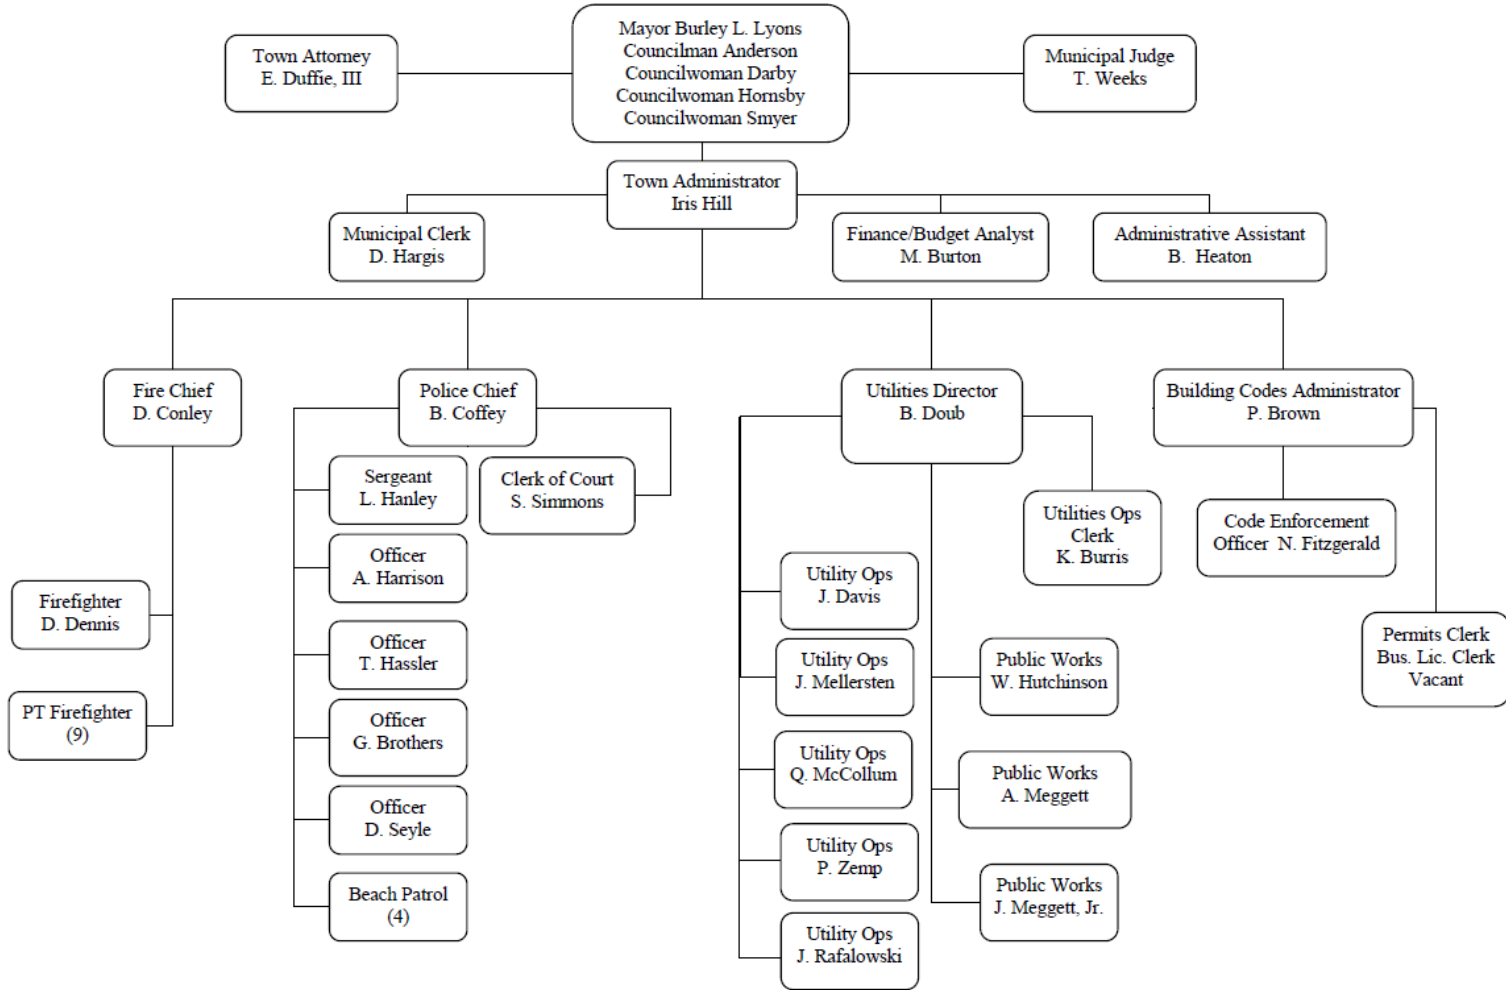 Mayor Burley L. Lyons
Councilman Anderson
Councilwoman Darby
Councilwoman Hornsby
Councilwoman Smyer
Town Attorney
E. Duffie, III
Municipal Judge
T. Weeks
Town Administrator
Iris Hill
Municipal Clerk
D. Hargis
Finance/Budget Analyst
M. Burton
Administrative Assistant
B. Heaton
Fire Chief
D. Conley
Police Chief
B. Coffey
Utilities Director
B. Doub
Building Codes Administrator
P. Brown
Firefighter
D. Dennis
PT Firefighter
(9)
Sergeant
L. Hanley
Clerk of Court
S. Simmons
Officer
A. Harrison
Officer
T. Hassler
Officer
G. Brothers
Officer
D. Seyle
Beach Patrol
(4)
Utility Ops
J. Davis
Utility Ops
J. Mellersten
Utility Ops
Q. McCollum
Utility Ops
P. Zemp
Utility Ops
J. Rafalowski
Public Works
W. Hutchinson
Public Works
A. Meggett
Public Works
J. Meggett, Jr.
Utilities Ops
Clerk
K. Burris
Code Enforcement
Officer N. Fitzgerald
Permits Clerk
Bus. Lic. Clerk
Vacant